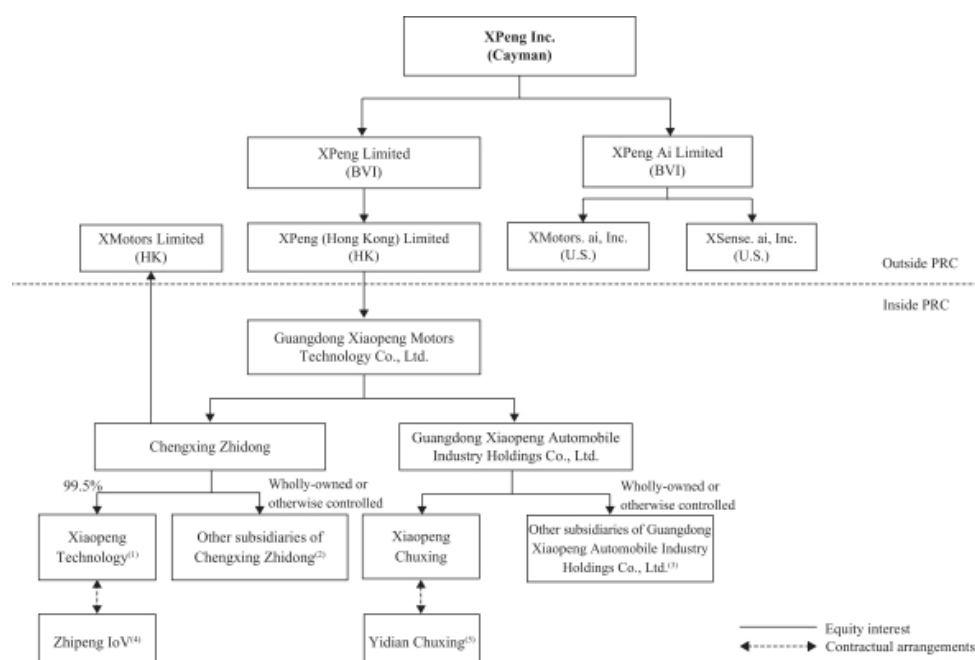 XPeng Inc.
(Cayman)
XPeng Limited
(BVI)
XPeng Ai Limited
(BVI)
XMotors Limited
(HK)
XPeng (Hong Kong) Limited
(HK)
XMotors. ai, Inc.
(U.S.)
XSense. ai, Inc.
(U.S.)
Outside PRC
Inside PRC
Guangdong Xiaopeng Motors
Technology Co., Ltd.
Chengxing Zhidong
Guangdong Xiaopeng Automobile
Industry Holdings Co., Ltd.
99.5%
Wholly-owned or
otherwise controlled
Wholly-owned or
otherwise controlled
Xiaopeng
Technology(1)
Other subsidiaries of
Chengxing Zhidong(2)
Xiaopeng
Chuxing
Other subsidiaries of Guangdong
Xiaopeng Automobile Industry
Holdings Co., Ltd.(3)
Zhipeng IoV(4)
Yidian Chuxing(5)
Equity interest
Contractual arrangements